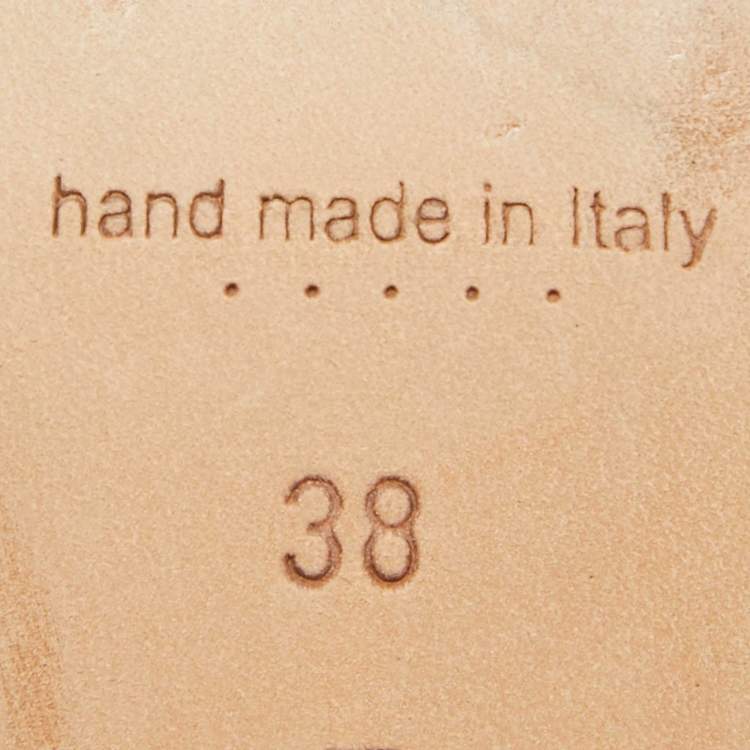 hand made in Italy
• • • • •
38